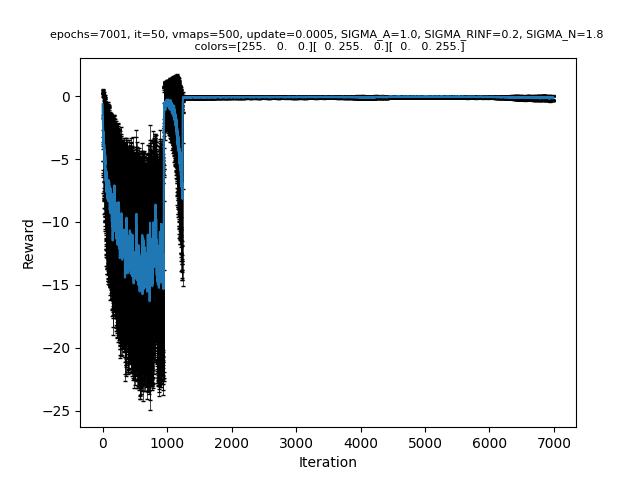 epochs=7001, it=50, vmaps=500, update=0.0005, SIGMA_A=1.0, SIGMA_RINF=0.2, SIGMA_N=1.8
colors=[255. 0. 0.][ 0. 255. 0.][ 0. 0. 255.]
0
−5
−10
−15
−20
−25
Reward
0 1000 2000 3000 4000 5000 6000 7000
Iteration